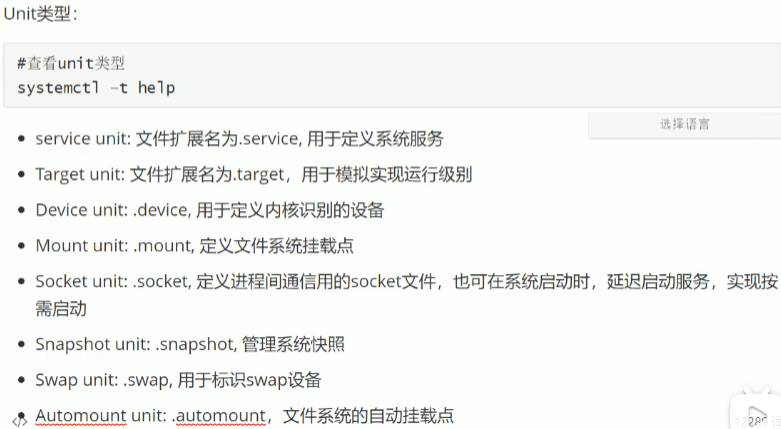 Unit类型：
#查看unit类型
systemctl -t help
选择语言
service unit: 文件扩展名为.service, 用于定义系统服务
Target unit: 文件扩展名为.target，用于模拟实现运行级别
Device unit: .device, 用于定义内核识别的设备
Mount unit: .mount, 定义文件系统挂载点
Socket unit: .socket, 定义进程间通信用的socket文件，也可在系统启动时，延迟启动服务，实现按
需启动
Snapshot unit: .snapshot, 管理系统快照
Swap unit: .swap, 用于标识swap设备
Automount unit: .automount，文件系统的自动挂载点